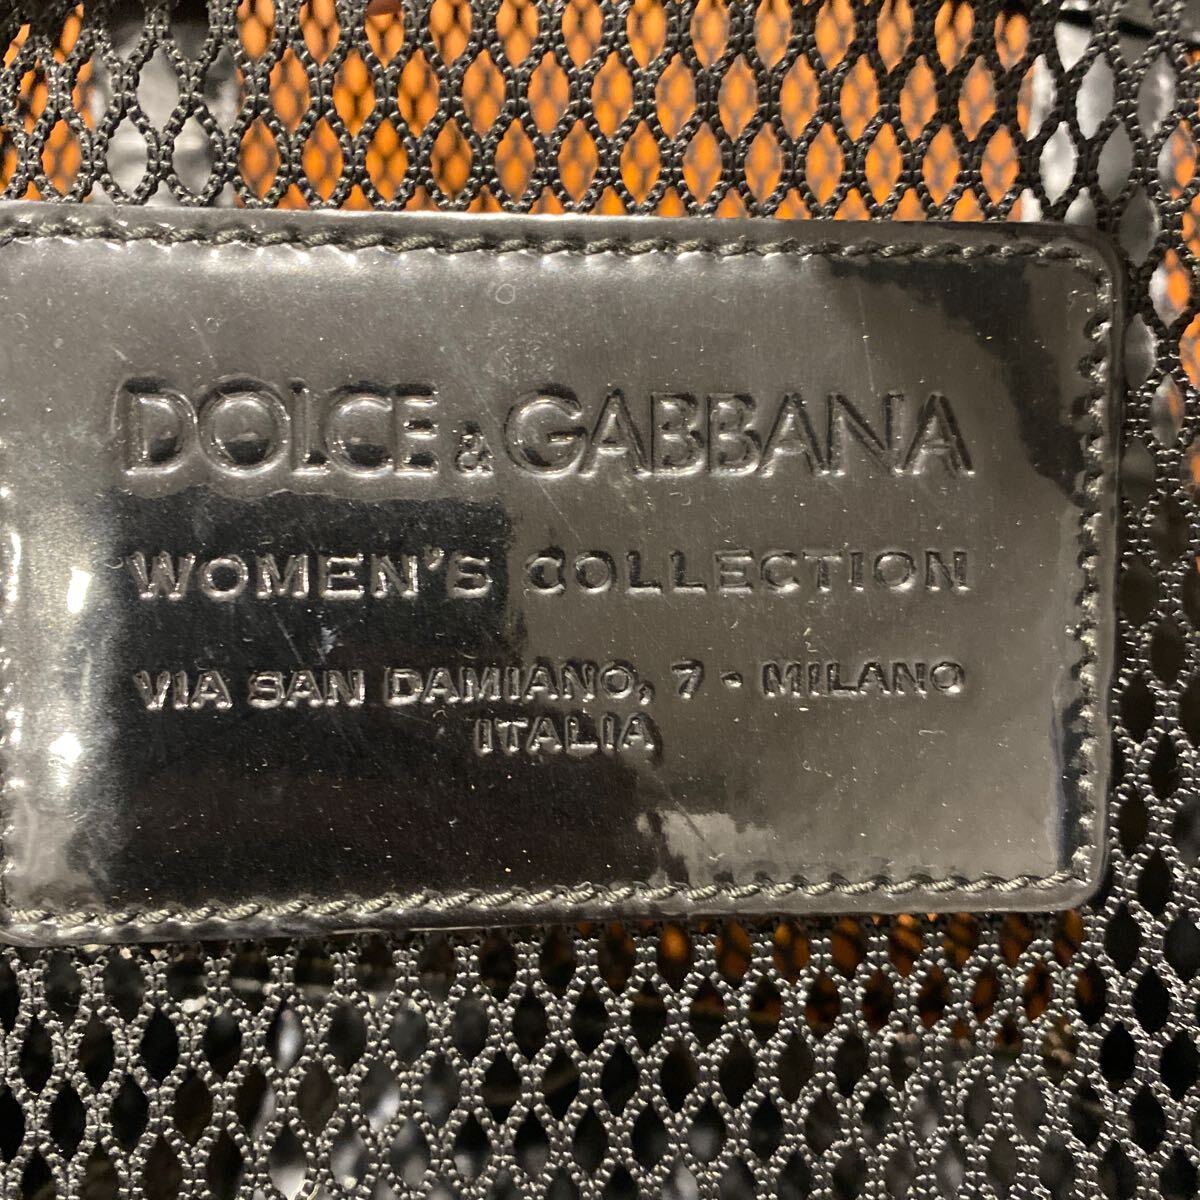 DOLCE & GABBANA
WOMEN'S COLLECTION
VIA SAN DAMIANO, 7 - MILANO
ITALIA